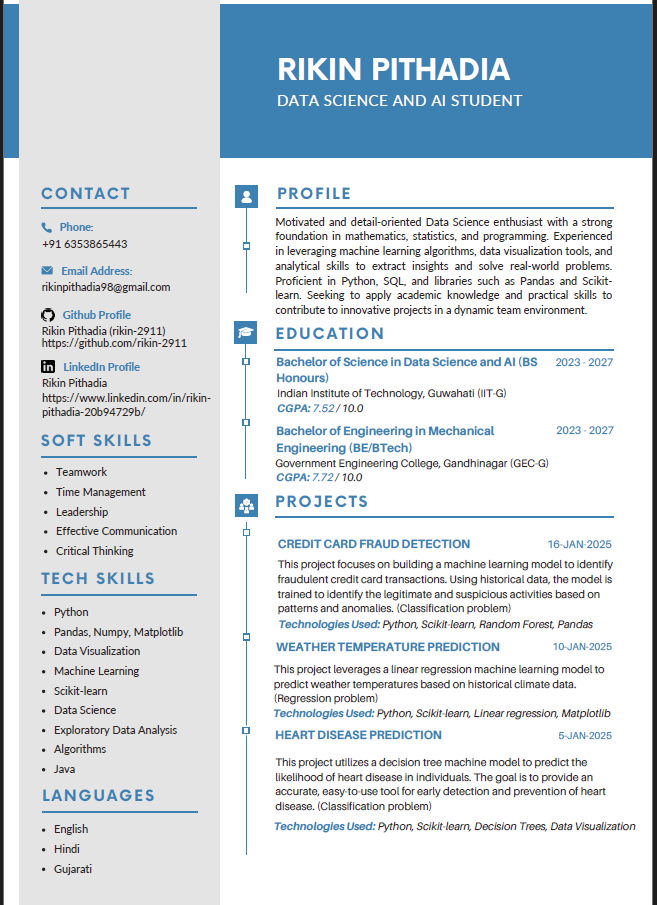 RIKIN PITHADIA
DATA SCIENCE AND AI STUDENT
CONTACT
Phone:
+91 6353865443
Email Address:
rikinpithadia98@gmail.com
Github Profile
Rikin Pithadia (rikin-2911)
https://github.com/rikin-2911
LinkedIn Profile
Rikin Pithadia
https://www.linkedin.com/in/rikin-
pithadia-20b94729b/
SOFT SKILLS
• Teamwork
• Time Management
• Leadership
• Effective Communication
• Critical Thinking
TECH SKILLS
• Python
• Pandas, Numpy, Matplotlib
• Data Visualization
• Machine Learning
• Scikit-learn
• Data Science
• Exploratory Data Analysis
• Algorithms
• Java
LANGUAGES
• English
• Hindi
• Gujarati
PROFILE
Motivated and detail-oriented Data Science enthusiast with a strong
foundation in mathematics, statistics, and programming. Experienced
in leveraging machine learning algorithms, data visualization tools, and
analytical skills to extract insights and solve real-world problems.
Proficient in Python, SQL, and libraries such as Pandas and Scikit-
learn. Seeking to apply academic knowledge and practical skills to
contribute to innovative projects in a dynamic team environment.
EDUCATION
Bachelor of Science in Data Science and AI (BS 2023 - 2027
Honours)
Indian Institute of Technology, Guwahati (IIT-G)
CGPA: 7.52 / 10.0
Bachelor of Engineering in Mechanical 2023 - 2027
Engineering (BE/BTech)
Government Engineering College, Gandhinagar (GEC-G)
CGPA: 7.72 / 10.0
PROJECTS
CREDIT CARD FRAUD DETECTION 16-JAN-2025
This project focuses on building a machine learning model to identify
fraudulent credit card transactions. Using historical data, the model is
trained to identify the legitimate and suspicious activities based on
patterns and anomalies. (Classification problem)
Technologies Used: Python, Scikit-learn, Random Forest, Pandas
WEATHER TEMPERATURE PREDICTION 10-JAN-2025
This project leverages a linear regression machine learning model to
predict weather temperatures based on historical climate data.
(Regression problem)
Technologies Used: Python, Scikit-learn, Linear regression, Matplotlib
HEART DISEASE PREDICTION 5-JAN-2025
This project utilizes a decision tree machine model to predict the
likelihood of heart disease in individuals. The goal is to provide an
accurate, easy-to-use tool for early detection and prevention of heart
disease. (Classification problem)
Technologies Used: Python, Scikit-learn, Decision Trees, Data Visualization